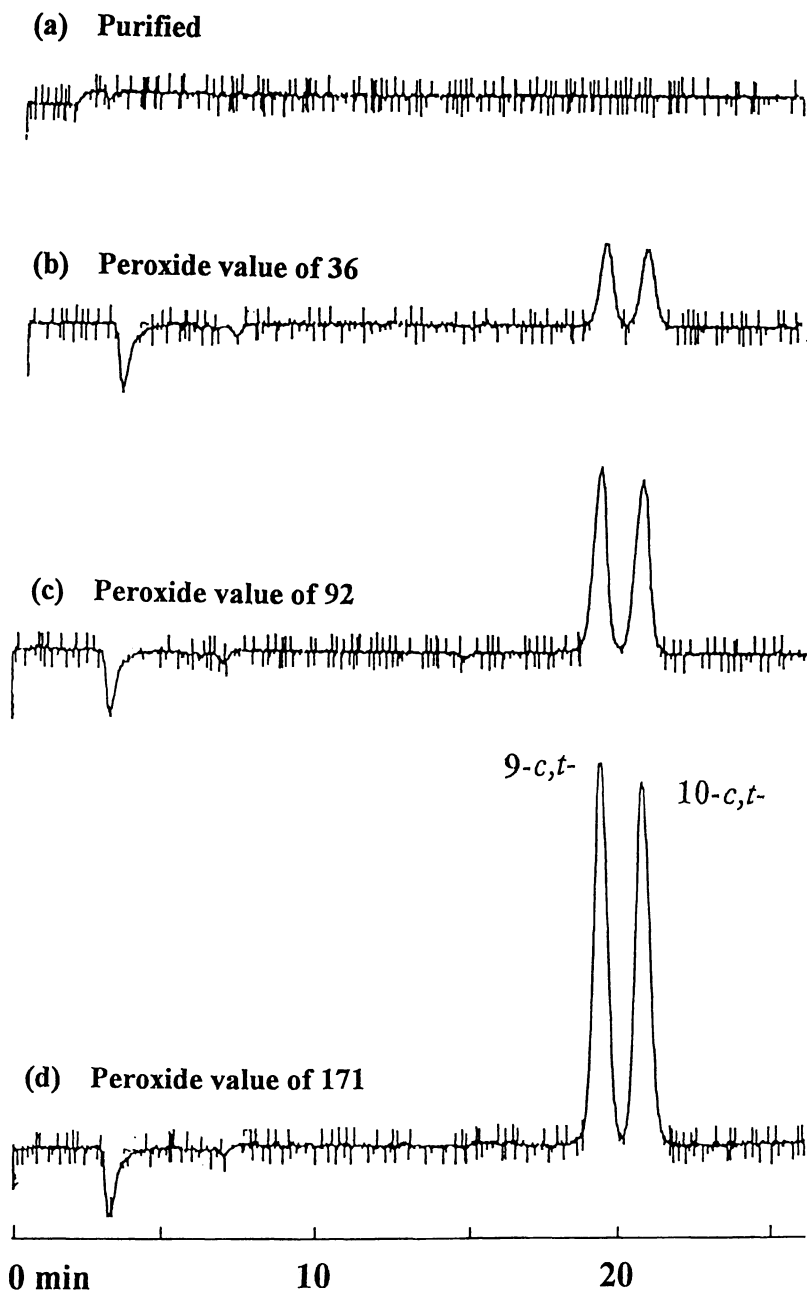 (a) Purified
(b) Peroxide value of 36
(c) Peroxide value of 92
9-c,t-
10-c,t-
(d) Peroxide value of 171
0 min 10 20